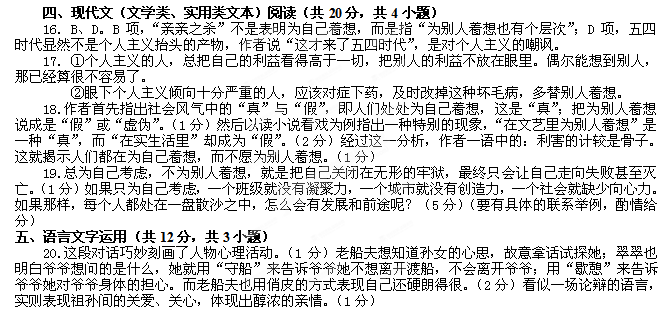 四、现代文（文学类、实用类文本）阅读（共 20 分，共 4 小题）
16. B、D。B 项，“亲亲之杀”不是表明为自己着想，而是指“为别人着想也有个层次”；D 项，五四
时代显然不是个人主义抬头的产物，作者说“这才来了五四时代”，是对个人主义的嘲讽。
17. ①个人主义的人，总把自己的利益看得高于一切，把别人的利益不放在眼里。偶尔能想到别人，
那已经算很不容易了。
②眼下个人主义倾向十分严重的人，应该对症下药，及时改掉这种坏毛病，多替别人着想。
18.作者首先指出社会风气中的“真”与“假”，即人们处处为自己着想，这是“真”；把为别人着想
说成是“假”或“虚伪”。（1 分）然后以读小说看戏为例指出一种特别的现象，“在文艺里为别人着想”是
一种“真”，而“在实生活里”却成为“假”。（2 分）经过这一分析，作者一语中的：利害的计较是骨子。
这就揭示人们都在为自己着想，而不愿为别人着想。（1 分）
19.总为自己考虑，不为别人着想，就是把自己关闭在无形的牢狱，最终只会让自己走向失败甚至灭
亡。（1 分）如果只为自己考虑，一个班级就没有凝聚力，一个城市就没有创造力，一个社会就缺少向心力。
如果那样，每个人都处在一盘散沙之中，怎么会有发展和前途呢？（5 分）（要有具体的联系举例，酌情给
分）
五、语言文字运用（共 12 分，共 3 小题）
20.这段对话巧妙刻画了人物心理活动。（1 分）老船夫想知道孙女的心思，故意拿话试探她；翠翠也
明白爷爷想问的是什么，她就用“守船”来告诉爷爷她不想离开渡船，不会离开爷爷；用“歇憩”来告诉
爷爷她对爷爷身体的担心。而老船夫也用俏皮的方式表现自己还硬朗得很。（2 分）看似一场论辩的语言，
实则表现祖孙间的关爱、关心，体现出醇浓的亲情。（1 分）